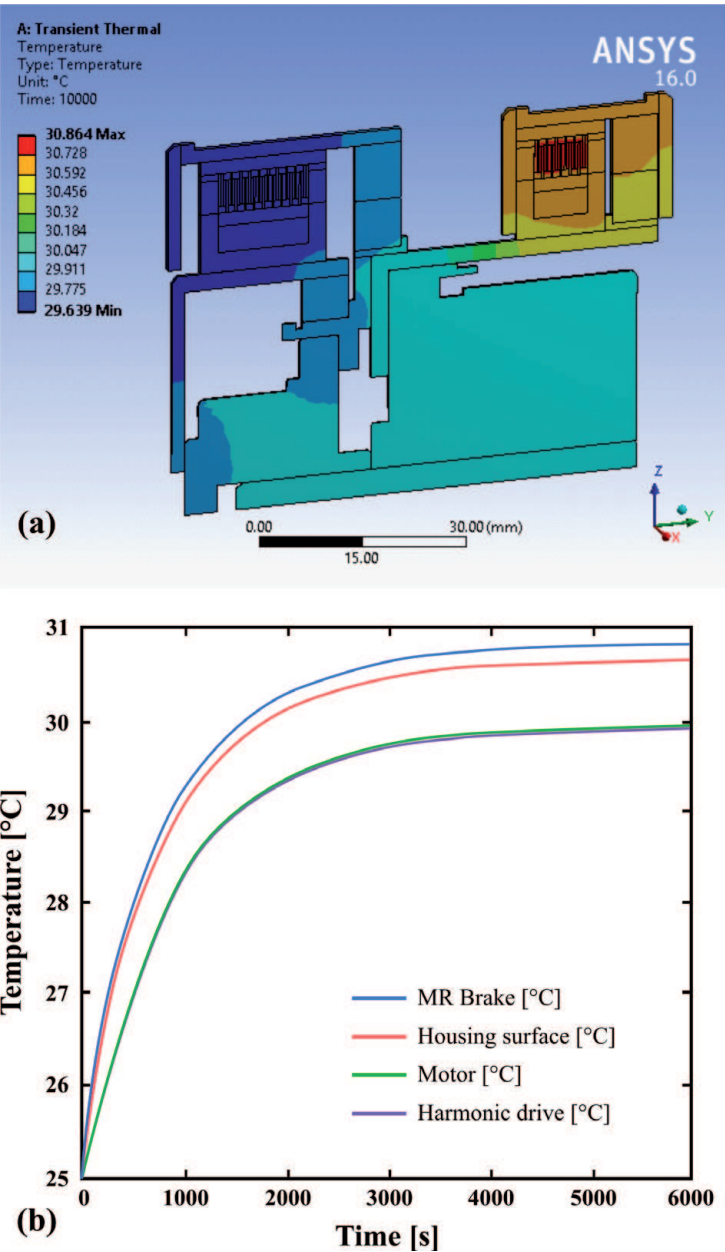 A: Transient Thermal
Temperature
Type: Temperature
Unit: °C
Time: 10000
ANSYS
16.0
30.864 Max
30.728
30.592
30.456
30.32
30.184
30.047
29.911
29.775
29.639 Min
Z
Y
X
(a)
0.00
30.00 (mm)
15.00
31
30
29
28
27
26
25
Temperature [°C]
MR Brake [°C]
Housing surface [°C]
Motor [°C]
Harmonic drive [°C]
0
1000
2000
3000
4000
5000
6000
(b)
Time [s]